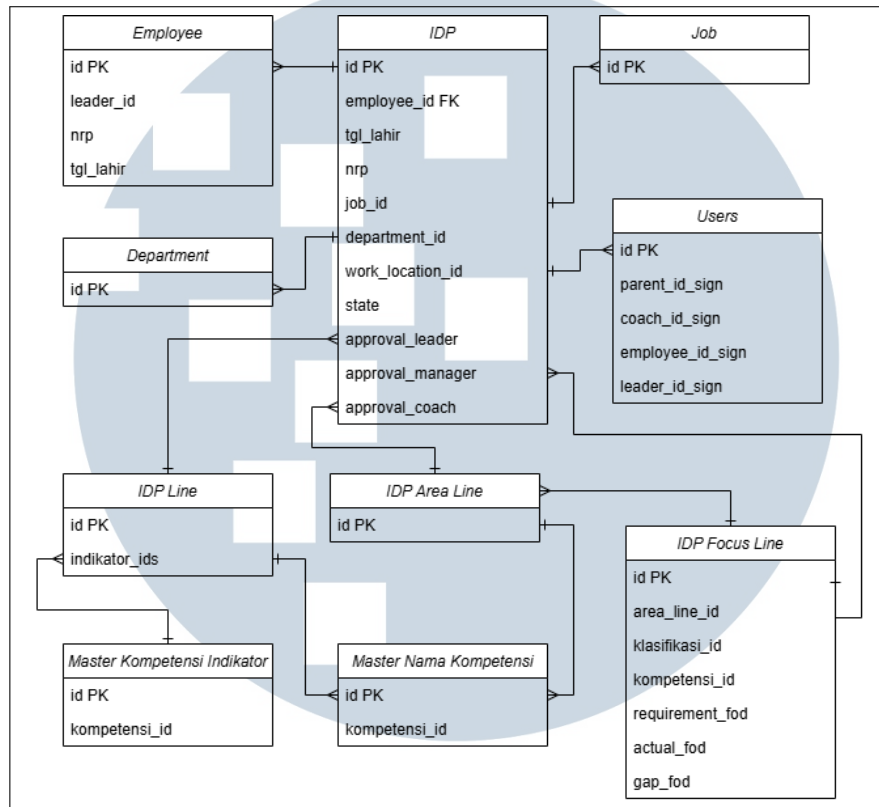 Employee
id PK
leader_id
nrp
tgl_lahir
IDP
id PK
employee_id FK
tgl_lahir
nrp
job_id
department_id
work_location_id
state
approval_leader
approval_manager
approval_coach
Job
id PK
Department
id PK
Users
id PK
parent_id_sign
coach_id_sign
employee_id_sign
leader_id_sign
IDP Line
id PK
indikator_ids
IDP Area Line
id PK
IDP Focus Line
id PK
area_line_id
klasifikasi_id
kompetensi_id
requirement_fod
actual_fod
gap_fod
Master Kompetensi Indikator
id PK
kompetensi_id
Master Nama Kompetensi
id PK
kompetensi_id